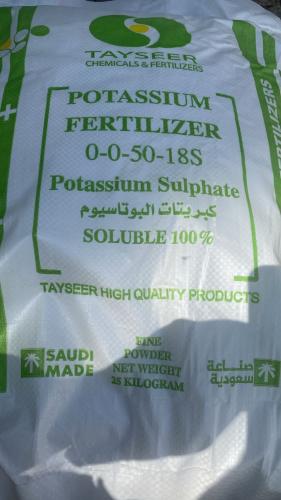 TAYSEER
CHEMICALS & FERTILIZERS
POTASSIUM
FERTILIZER
0-0-50-18S
Potassium Sulphate
كبريتات البوتاسيوم
SOLUBLE 100%
TAYSEER HIGH QUALITY PRODUCTS
SAUDI
MADE
FINE
POWDER
NET WEIGHT
25 KILOGRAM
صناعة
سعودية
FERTILIZERS